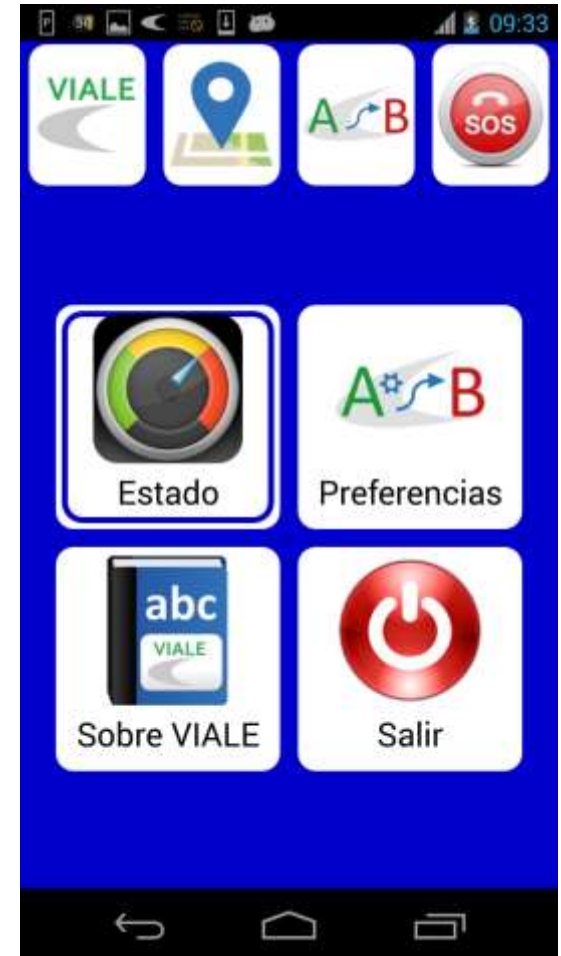 09:33
VIALE
A B
SOS
Estado
A B
Preferencias
abc
VIALE
Sobre VIALE
Salir